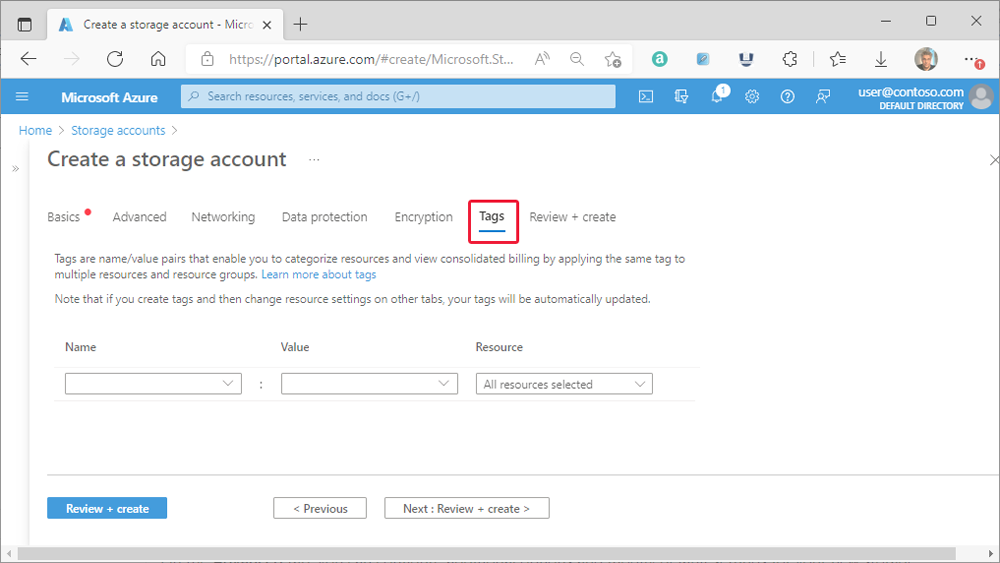 Create a storage account - Micro
https://portal.azure.com/#create/Microsoft.St...
Microsoft Azure
Search resources, services, and docs (G+/)
1
user@contoso.com
DEFAULT DIRECTORY
Home > Storage accounts >
Create a storage account ...
Basics Advanced Networking Data protection Encryption Tags Review + create
Tags are name/value pairs that enable you to categorize resources and view consolidated billing by applying the same tag to
multiple resources and resource groups. Learn more about tags
Note that if you create tags and then change resource settings on other tabs, your tags will be automatically updated.
Name Value Resource
: All resources selected
Review + create < Previous Next : Review + create >